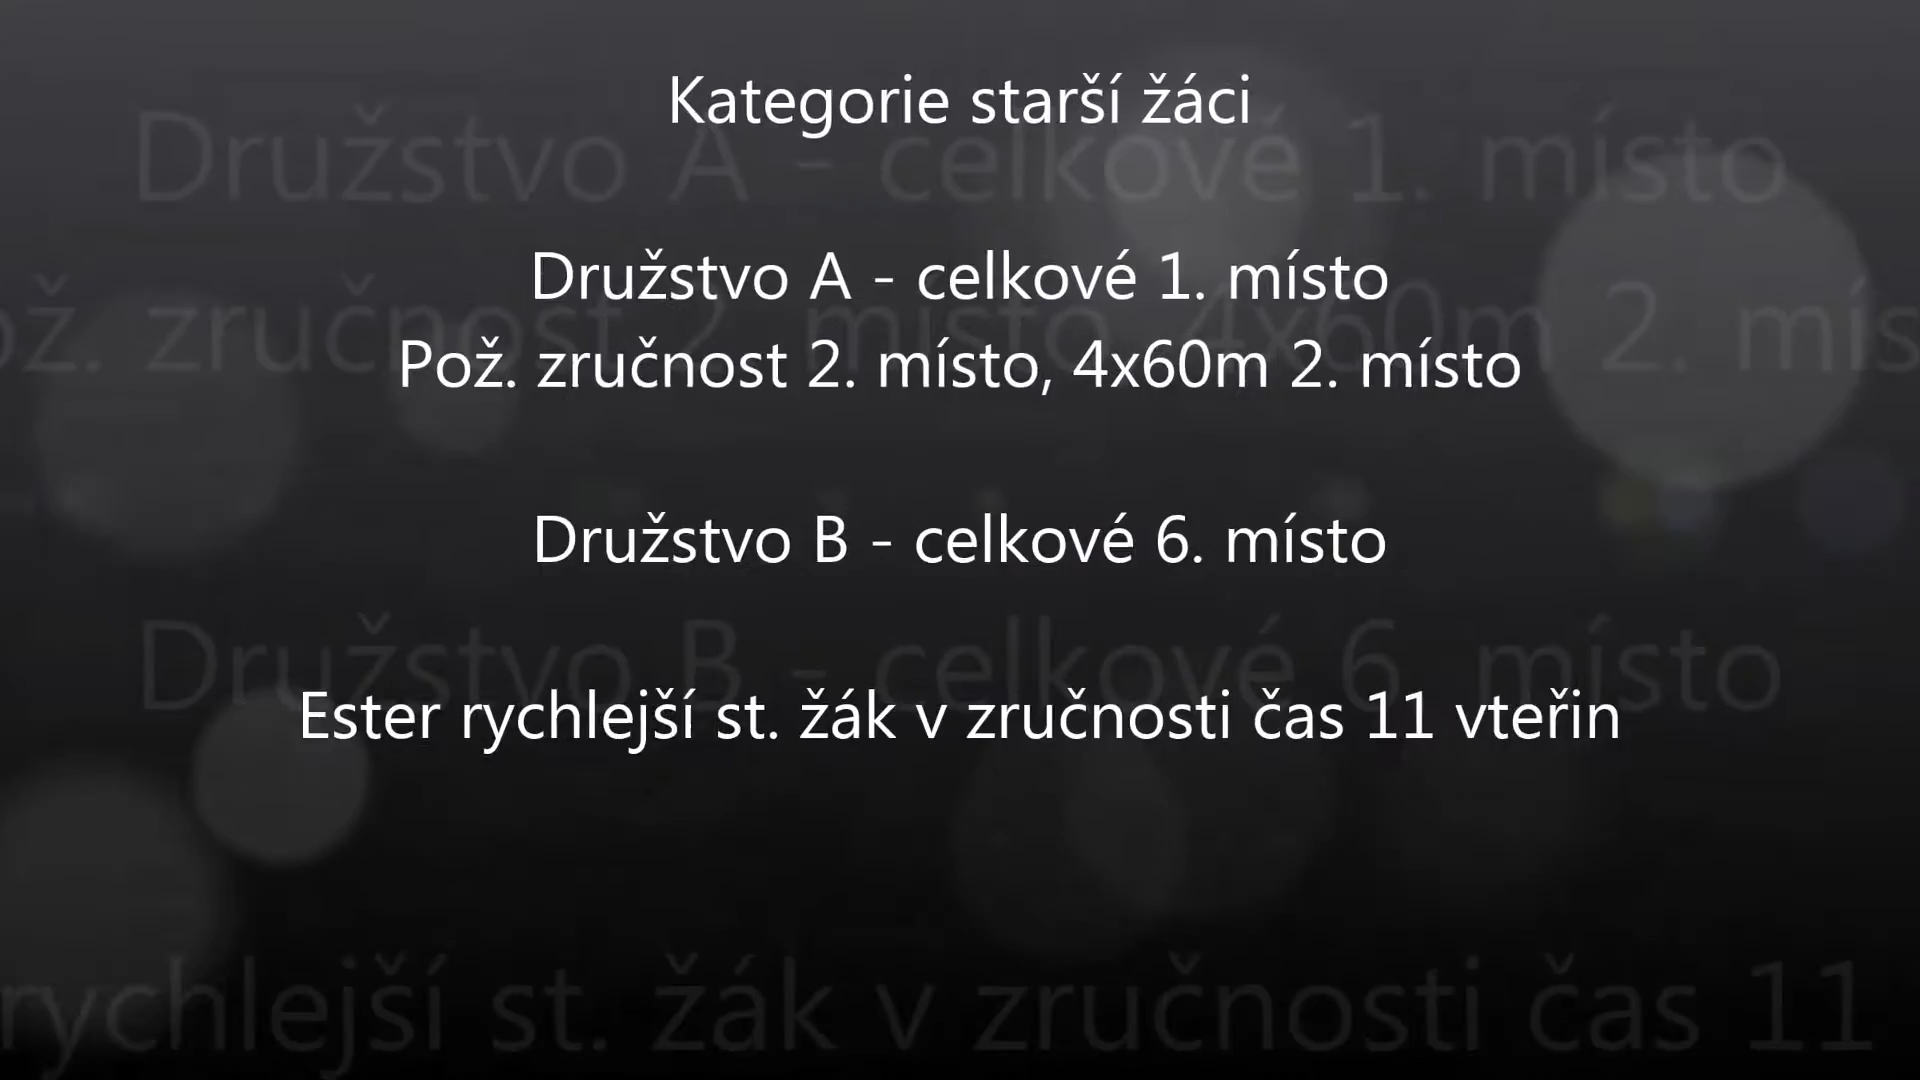 Kategorie starší žáci
Družstvo A - celkové 1. místo
Pož. zručnost 2. místo, 4x60m 2. místo
Družstvo B - celkové 6. místo
Ester rychlejší st. žák v zručnosti čas 11 vteřin